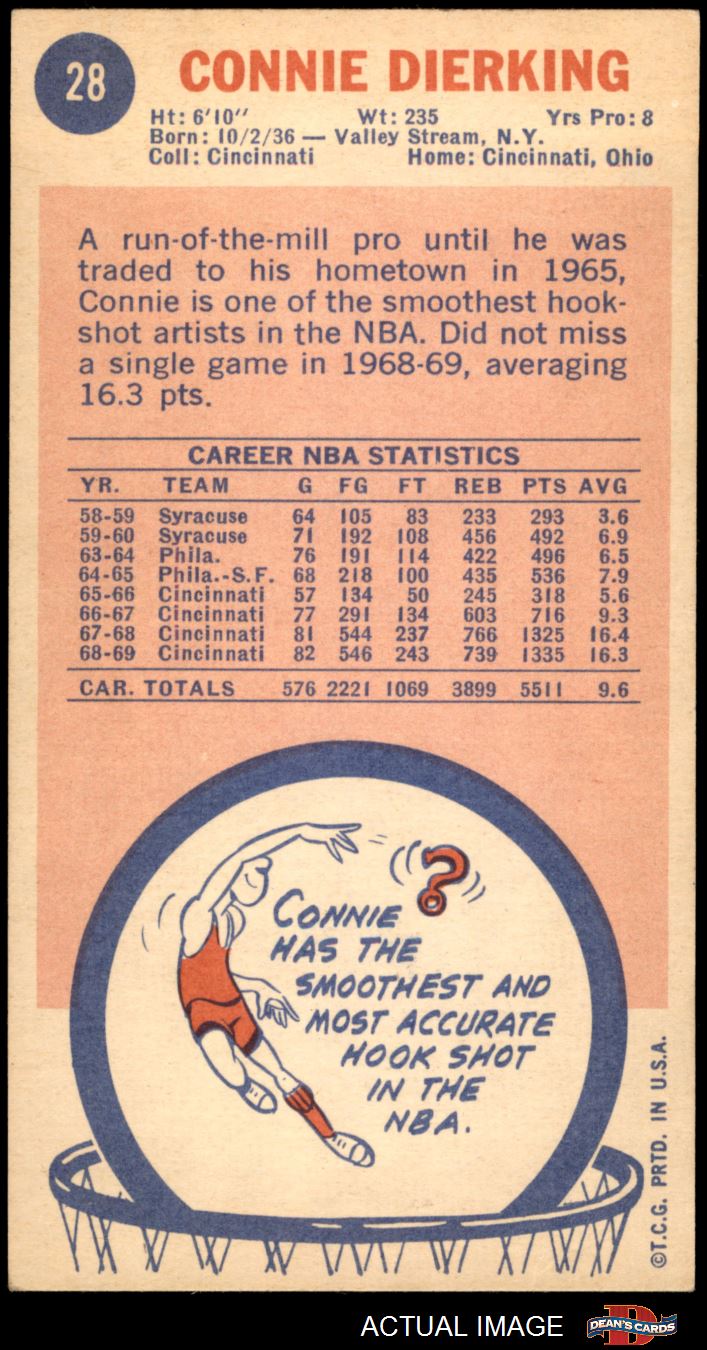 28
CONNIE DIERKING
Ht: 6'10" Wt: 235 Yrs Pro: 8
Born: 10/2/36 — Valley Stream, N.Y.
Coll: Cincinnati Home: Cincinnati, Ohio
A run-of-the-mill pro until he was
traded to his hometown in 1965,
Connie is one of the smoothest hook-
shot artists in the NBA. Did not miss
a single game in 1968-69, averaging
16.3 pts.
CAREER NBA STATISTICS
YR. TEAM G FG FT REB PTS AVG
58-59 Syracuse 64 105 83 233 293 3.6
59-60 Syracuse 71 192 108 456 492 6.9
63-64 Phila. 76 191 114 422 496 6.5
64-65 Phila.-S.F. 68 218 100 435 536 7.9
65-66 Cincinnati 57 134 50 245 318 5.6
66-67 Cincinnati 77 291 134 603 716 9.3
67-68 Cincinnati 81 544 237 766 1325 16.4
68-69 Cincinnati 82 546 243 739 1335 16.3
CAR. TOTALS 576 2221 1069 3899 5511 9.6
?
CONNIE
HAS THE
SMOOTHEST AND
MOST ACCURATE
HOOK SHOT
IN THE
NBA.
©T.C.G. PRTD. IN U.S.A.
ACTUAL IMAGE
D
DEAN'S CARDS